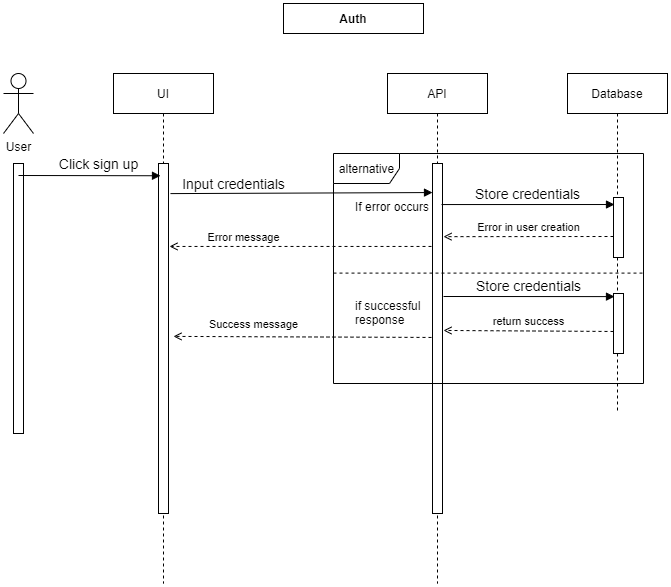 Auth
UI
API
Database
User
Click sign up
alternative
Input credentials
Store credentials
If error occurs
Error in user creation
Error message
Store credentials
if successful
response
return success
Success message